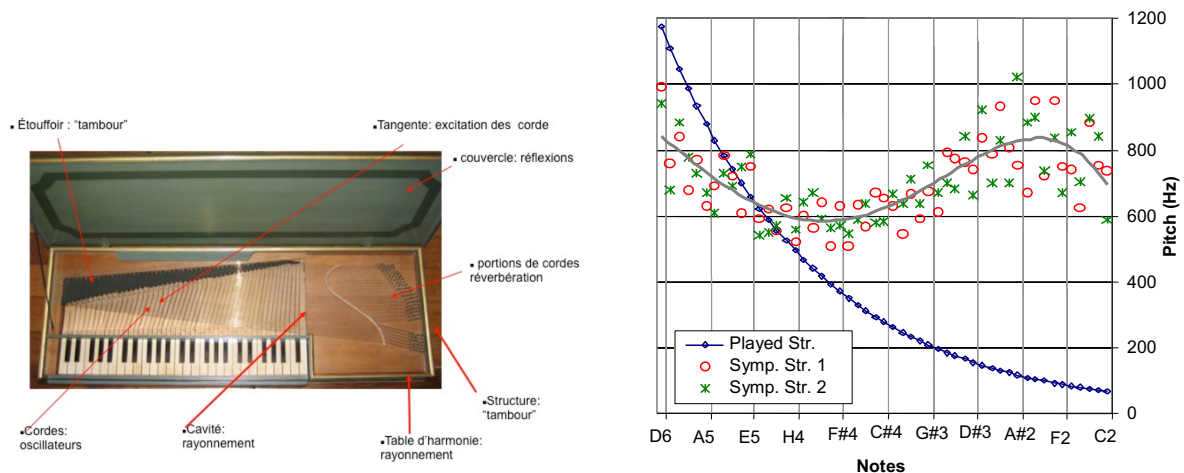 ▪ Étouffoir : “tambour”
▪Tangente: excitation des corde
▪ couvercle: réflexions
▪ portions de cordes
réverbération
▪Structure:
“tambour”
▪Table d’harmonie:
rayonnement
▪Cavité:
rayonnement
▪Cordes:
oscillateurs
1200
1000
800
600
400
200
0
Pitch (Hz)
Played Str.
Symp. Str. 1
Symp. Str. 2
D6 A5 E5 H4 F#4 C#4 G#3 D#3 A#2 F2 C2
Notes